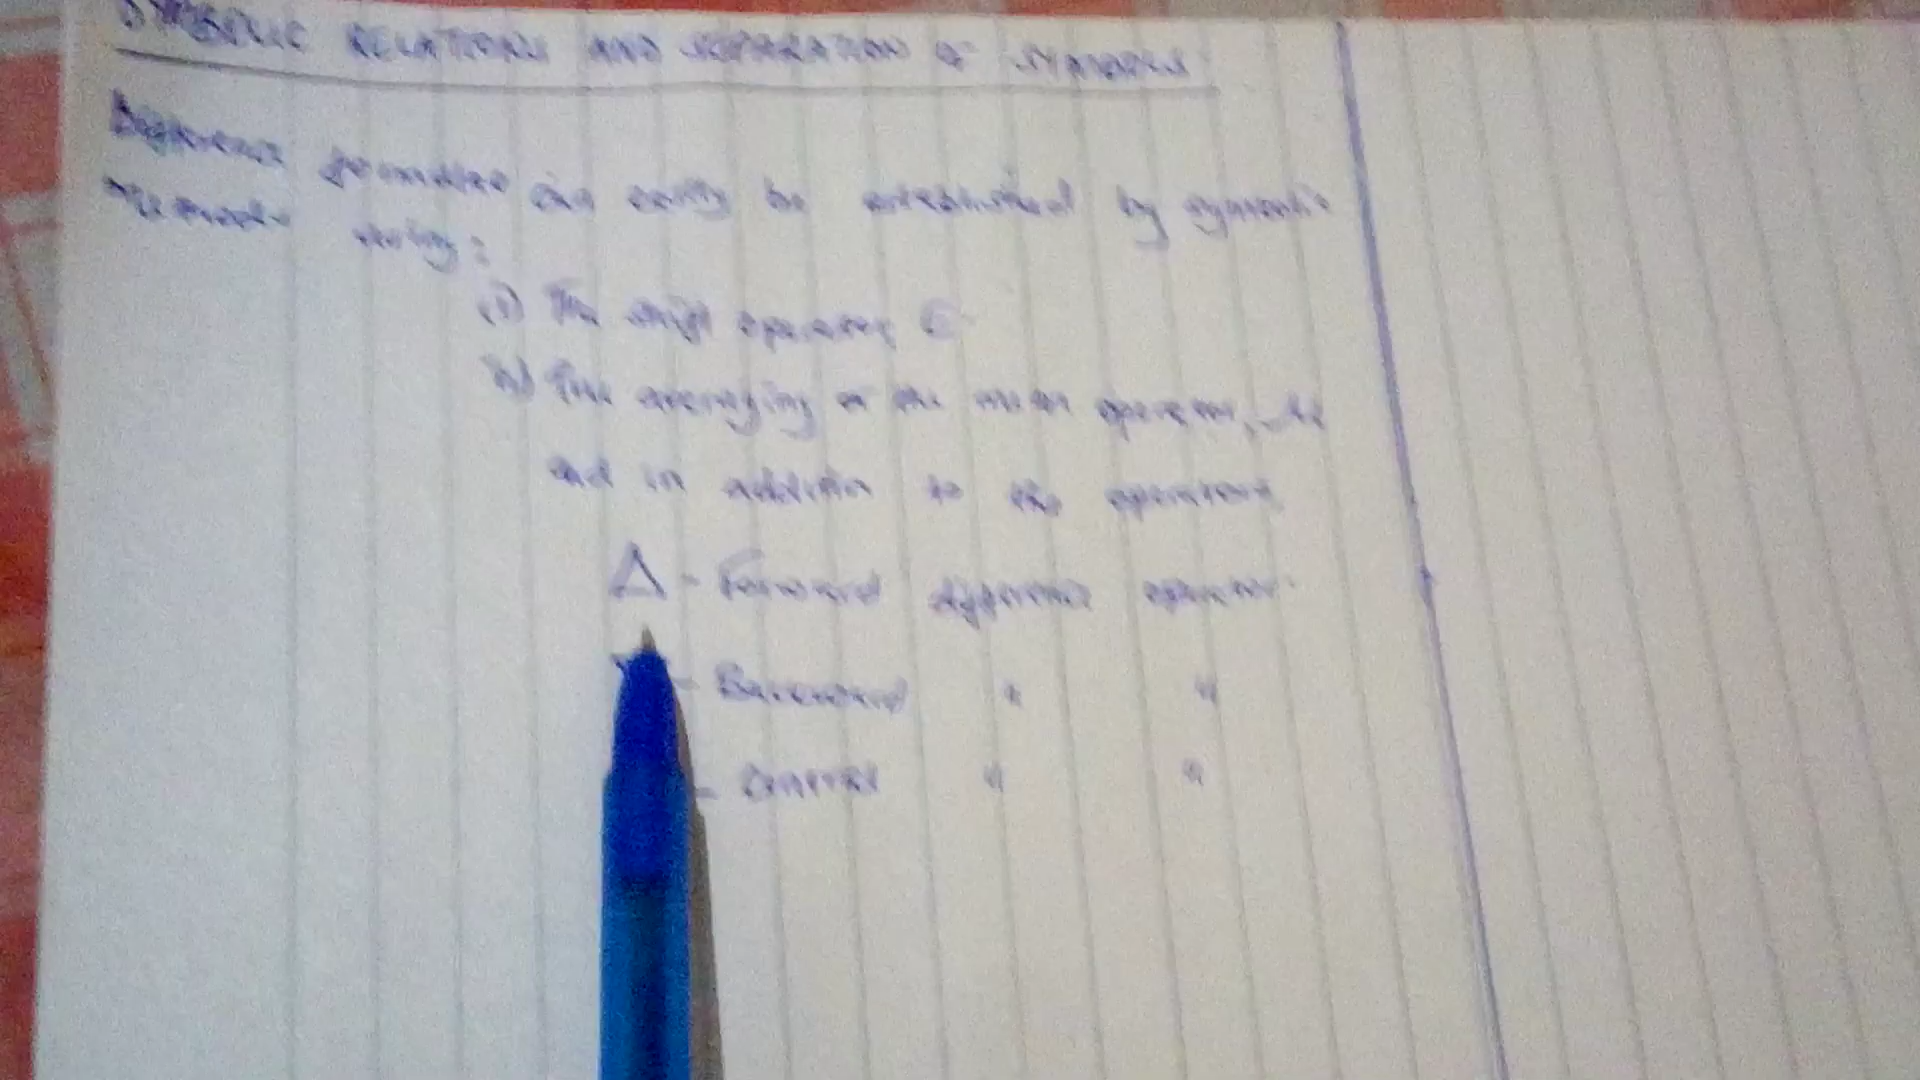 SYMBOLIC RELATIONS AND SEPARATION OF SYMBOLS
Difference formulae can easily be established by symbolic
methods using:
(i) The shift operator E
(ii) The averaging or the mean operator, μ
and in addition to the operators
Δ - Forward difference operator
- Backward " "
- Central " "